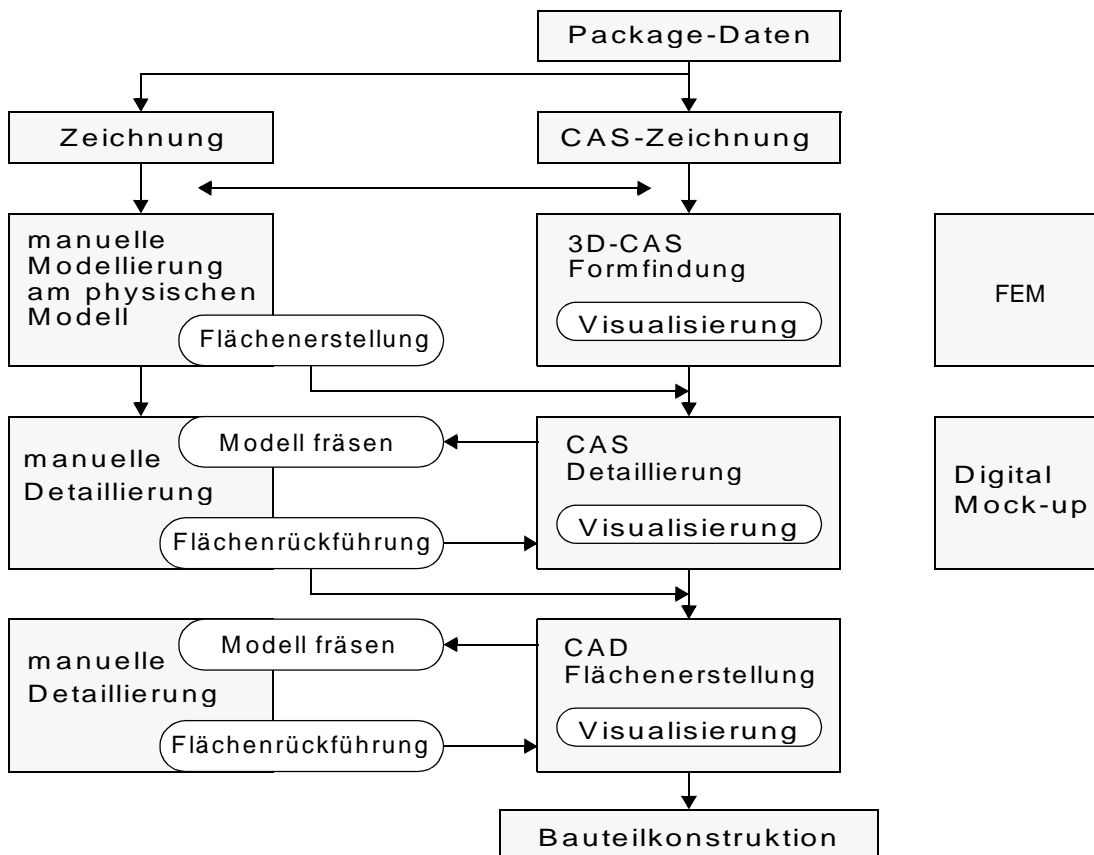 Package-Daten
Zeichnung
CAS-Zeichnung
manuelle
Modellierung
am physischen
Modell
Flächenerstellung
3D-CAS
Formfindung
Visualisierung
FEM
Modell fräsen
manuelle
Detaillierung
Flächenrückführung
CAS
Detaillierung
Visualisierung
Digital
Mock-up
Modell fräsen
manuelle
Detaillierung
Flächenrückführung
CAD
Flächenerstellung
Visualisierung
Bauteilkonstruktion